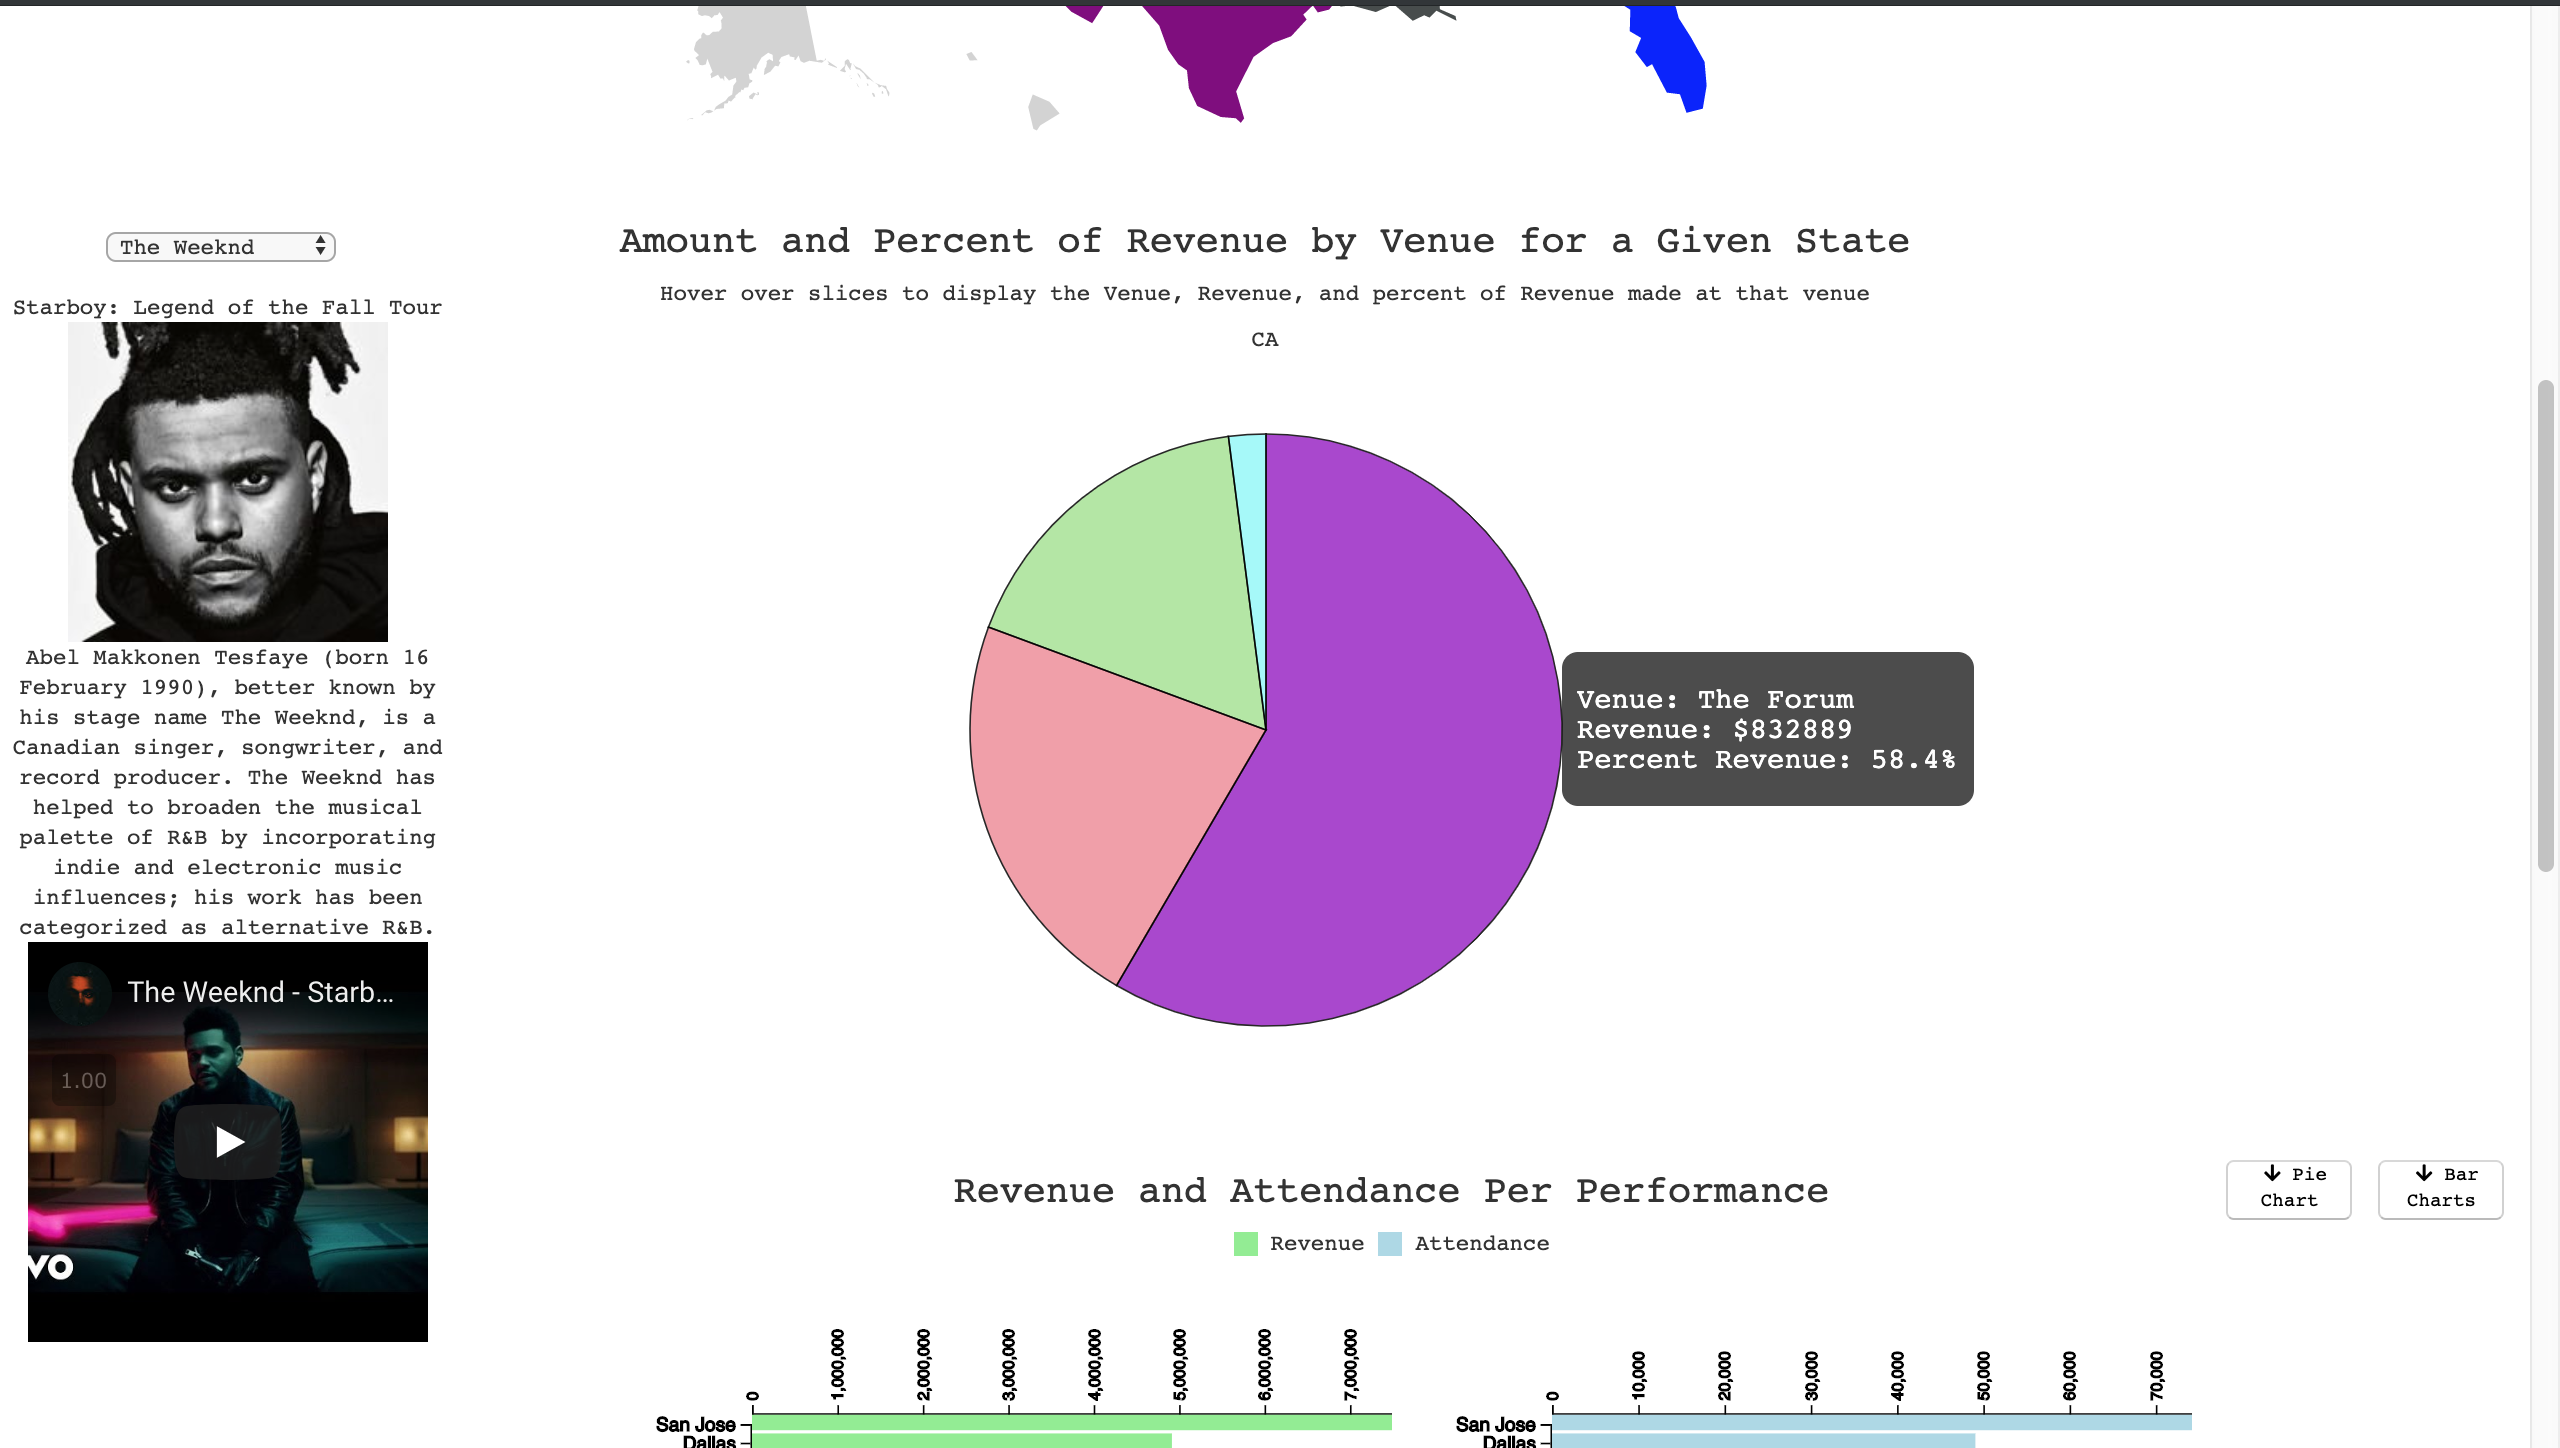 The Weeknd
Starboy: Legend of the Fall Tour
Abel Makkonen Tesfaye (born 16
February 1990), better known by
his stage name The Weeknd, is a
Canadian singer, songwriter, and
record producer. The Weeknd has
helped to broaden the musical
palette of R&B by incorporating
indie and electronic music
influences; his work has been
categorized as alternative R&B.
The Weeknd - Starb...
1.00
VO
Amount and Percent of Revenue by Venue for a Given State
Hover over slices to display the Venue, Revenue, and percent of Revenue made at that venue
CA
Venue: The Forum
Revenue: $832889
Percent Revenue: 58.4%
Revenue and Attendance Per Performance
Revenue Attendance
Pie
Chart
Bar
Charts
0 1,000,000 2,000,000 3,000,000 4,000,000 5,000,000 6,000,000 7,000,000
San Jose
Dallas
0 10,000 20,000 30,000 40,000 50,000 60,000 70,000
San Jose
Dallas